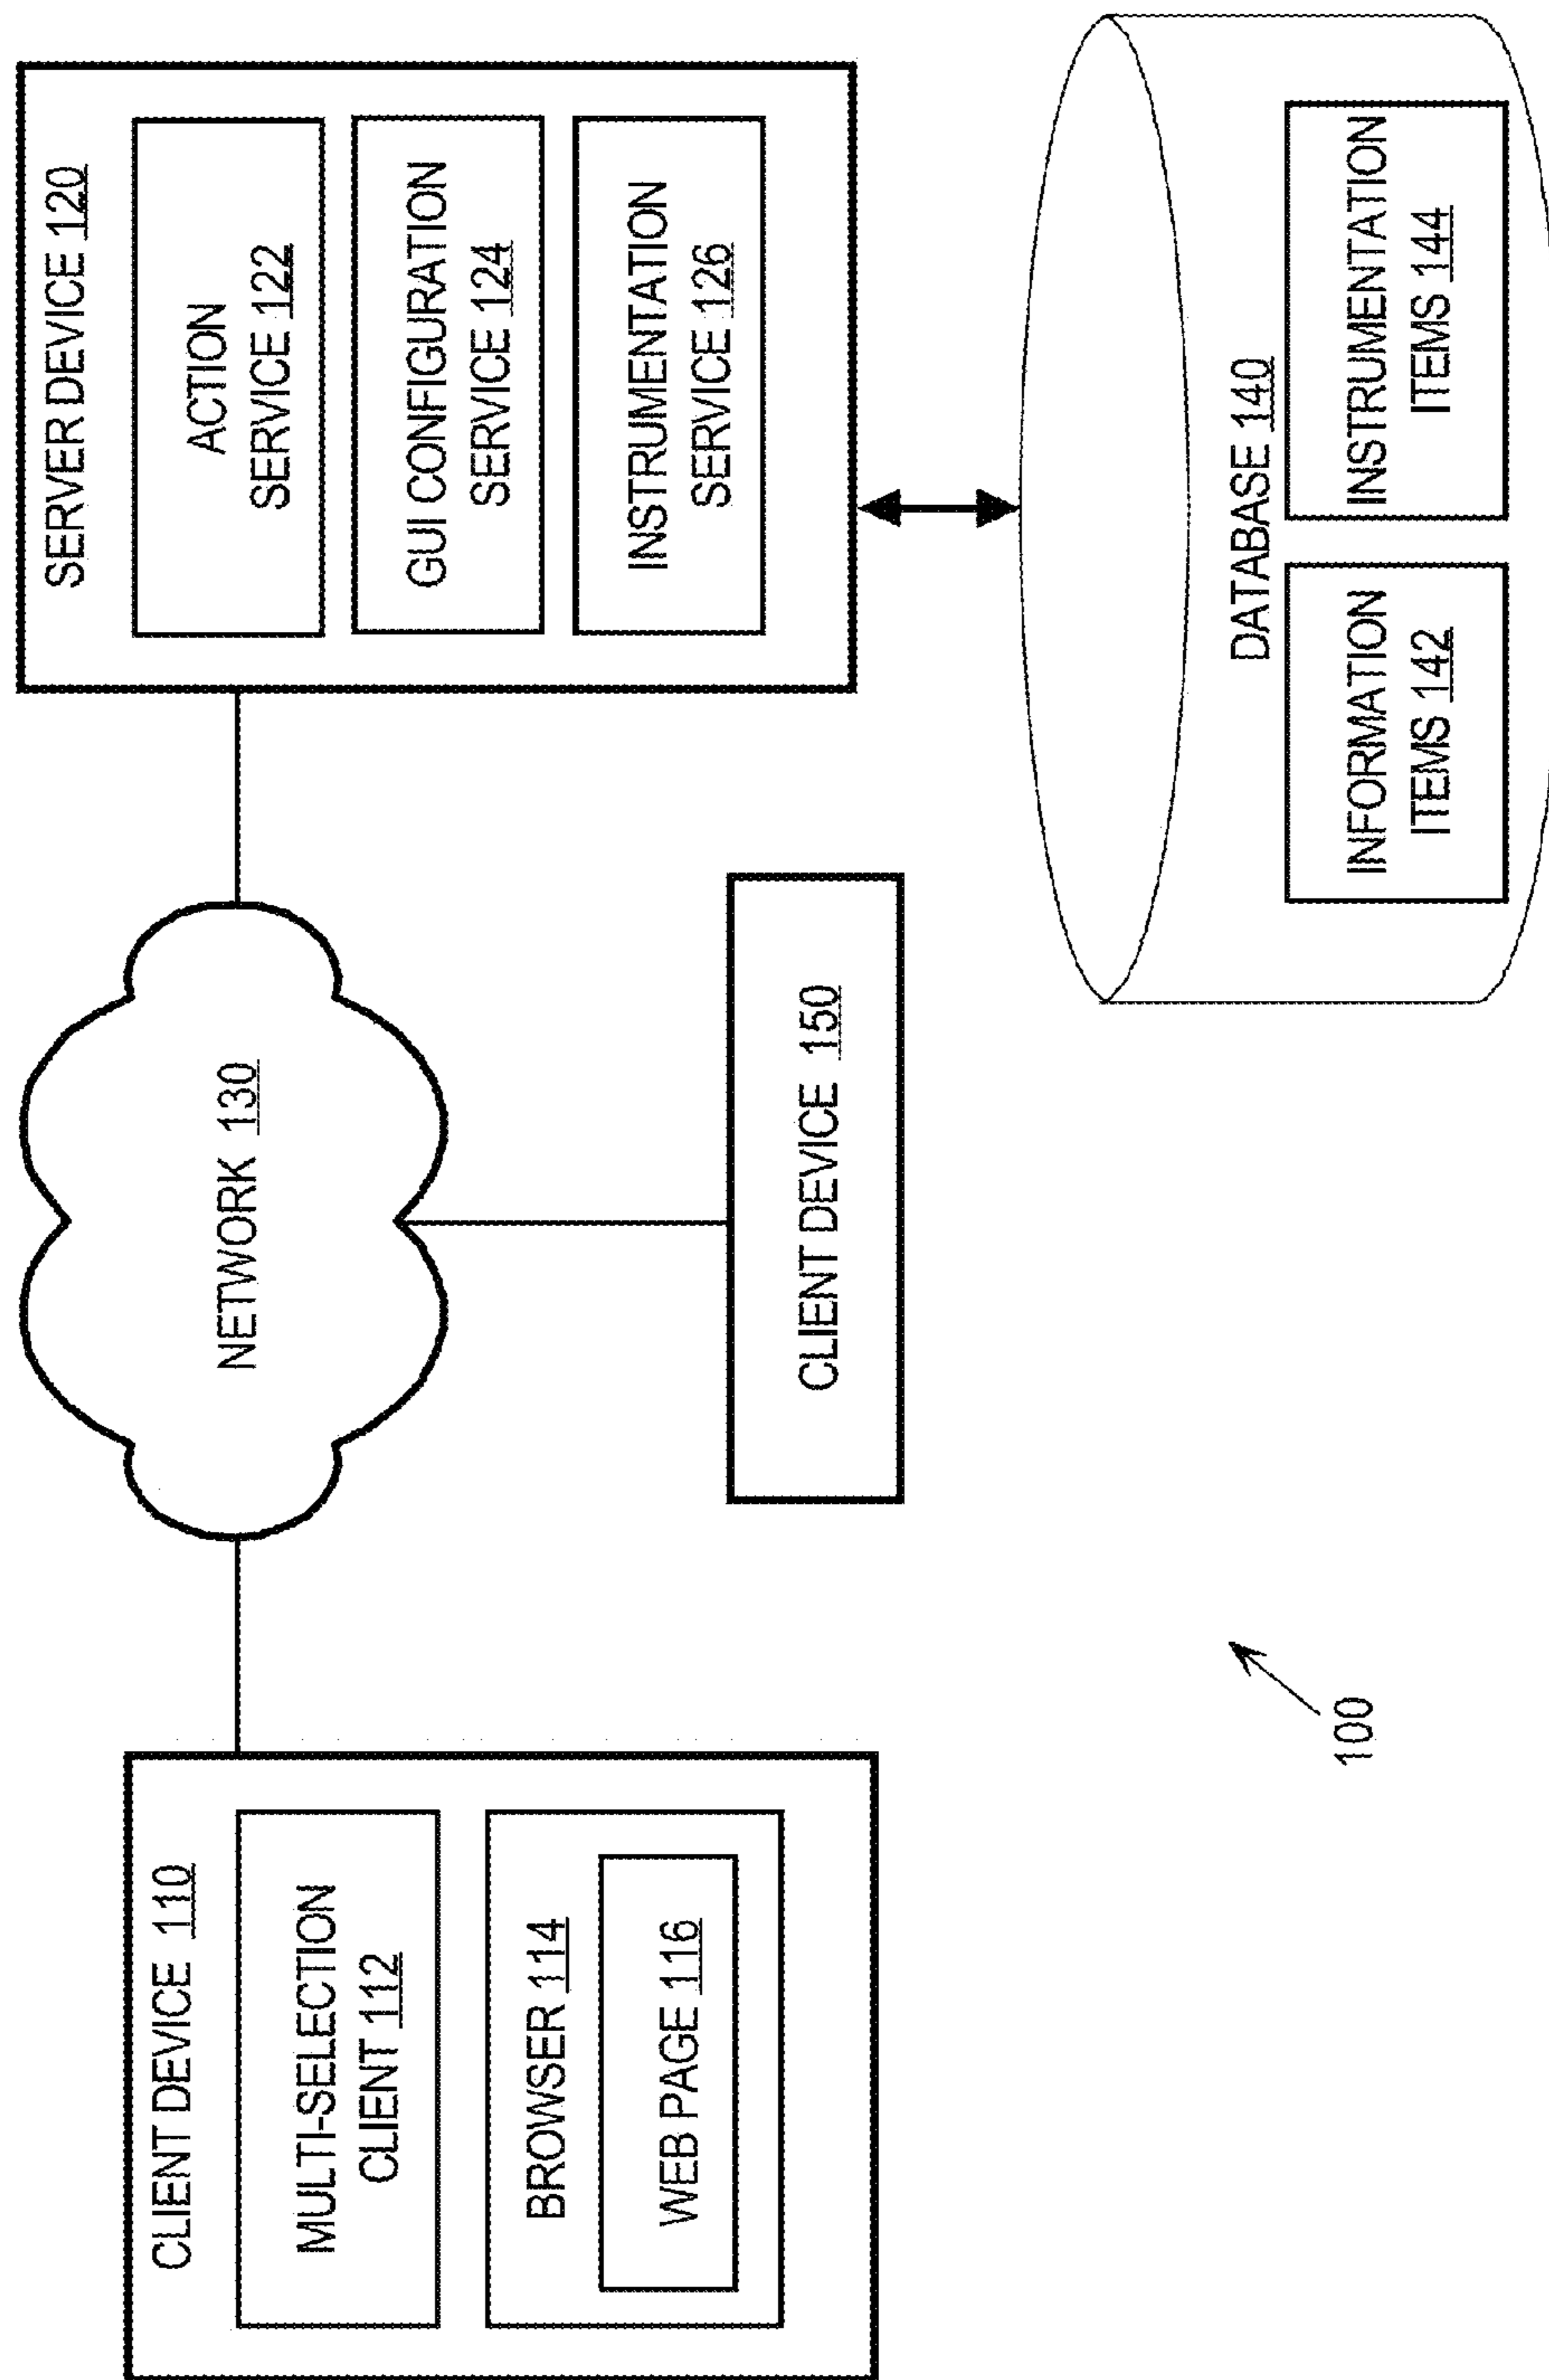 CLIENT DEVICE 110
MULTI-SELECTION
CLIENT 112
BROWSER 114
WEB PAGE 116
NETWORK 130
CLIENT DEVICE 150
SERVER DEVICE 120
ACTION
SERVICE 122
GUI CONFIGURATION
SERVICE 124
INSTRUMENTATION
SERVICE 126
DATABASE 140
INFORMATION
ITEMS 142
INSTRUMENTATION
ITEMS 144
100